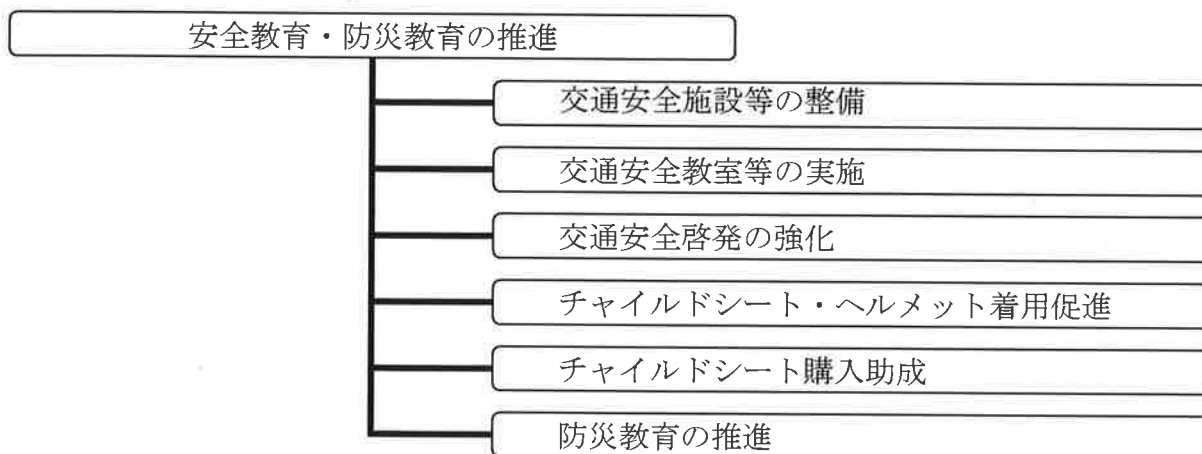 安全教育・防災教育の推進
交通安全施設等の整備
交通安全教室等の実施
交通安全啓発の強化
チャイルドシート・ヘルメット着用促進
チャイルドシート購入助成
防災教育の推進